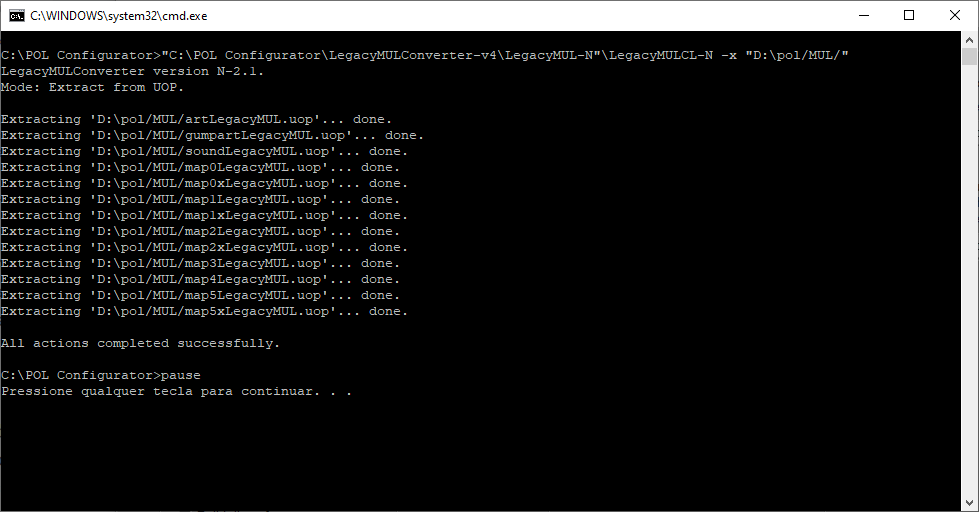 C:\WINDOWS\system32\cmd.exe
C:\POL Configurator>"C:\POL Configurator\LegacyMULConverter-v4\LegacyMUL-N"\LegacyMULCL-N -x "D:\pol/MUL/"
LegacyMULConverter version N-2.1.
Mode: Extract from UOP.
Extracting 'D:\pol/MUL/artLegacyMUL.uop'... done.
Extracting 'D:\pol/MUL/gumpartLegacyMUL.uop'... done.
Extracting 'D:\pol/MUL/soundLegacyMUL.uop'... done.
Extracting 'D:\pol/MUL/map0LegacyMUL.uop'... done.
Extracting 'D:\pol/MUL/map0xLegacyMUL.uop'... done.
Extracting 'D:\pol/MUL/map1LegacyMUL.uop'... done.
Extracting 'D:\pol/MUL/map1xLegacyMUL.uop'... done.
Extracting 'D:\pol/MUL/map2LegacyMUL.uop'... done.
Extracting 'D:\pol/MUL/map2xLegacyMUL.uop'... done.
Extracting 'D:\pol/MUL/map3LegacyMUL.uop'... done.
Extracting 'D:\pol/MUL/map4LegacyMUL.uop'... done.
Extracting 'D:\pol/MUL/map5LegacyMUL.uop'... done.
Extracting 'D:\pol/MUL/map5xLegacyMUL.uop'... done.
All actions completed successfully.
C:\POL Configurator>pause
Pressione qualquer tecla para continuar. . .